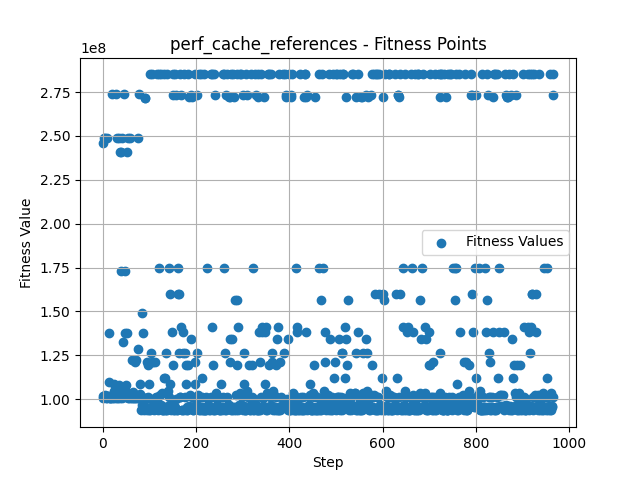 perf_cache_references - Fitness Points
1e8
2.75
2.50
2.25
2.00
1.75
1.50
1.25
1.00
Fitness Value
Fitness Values
0
200
400
600
800
1000
Step